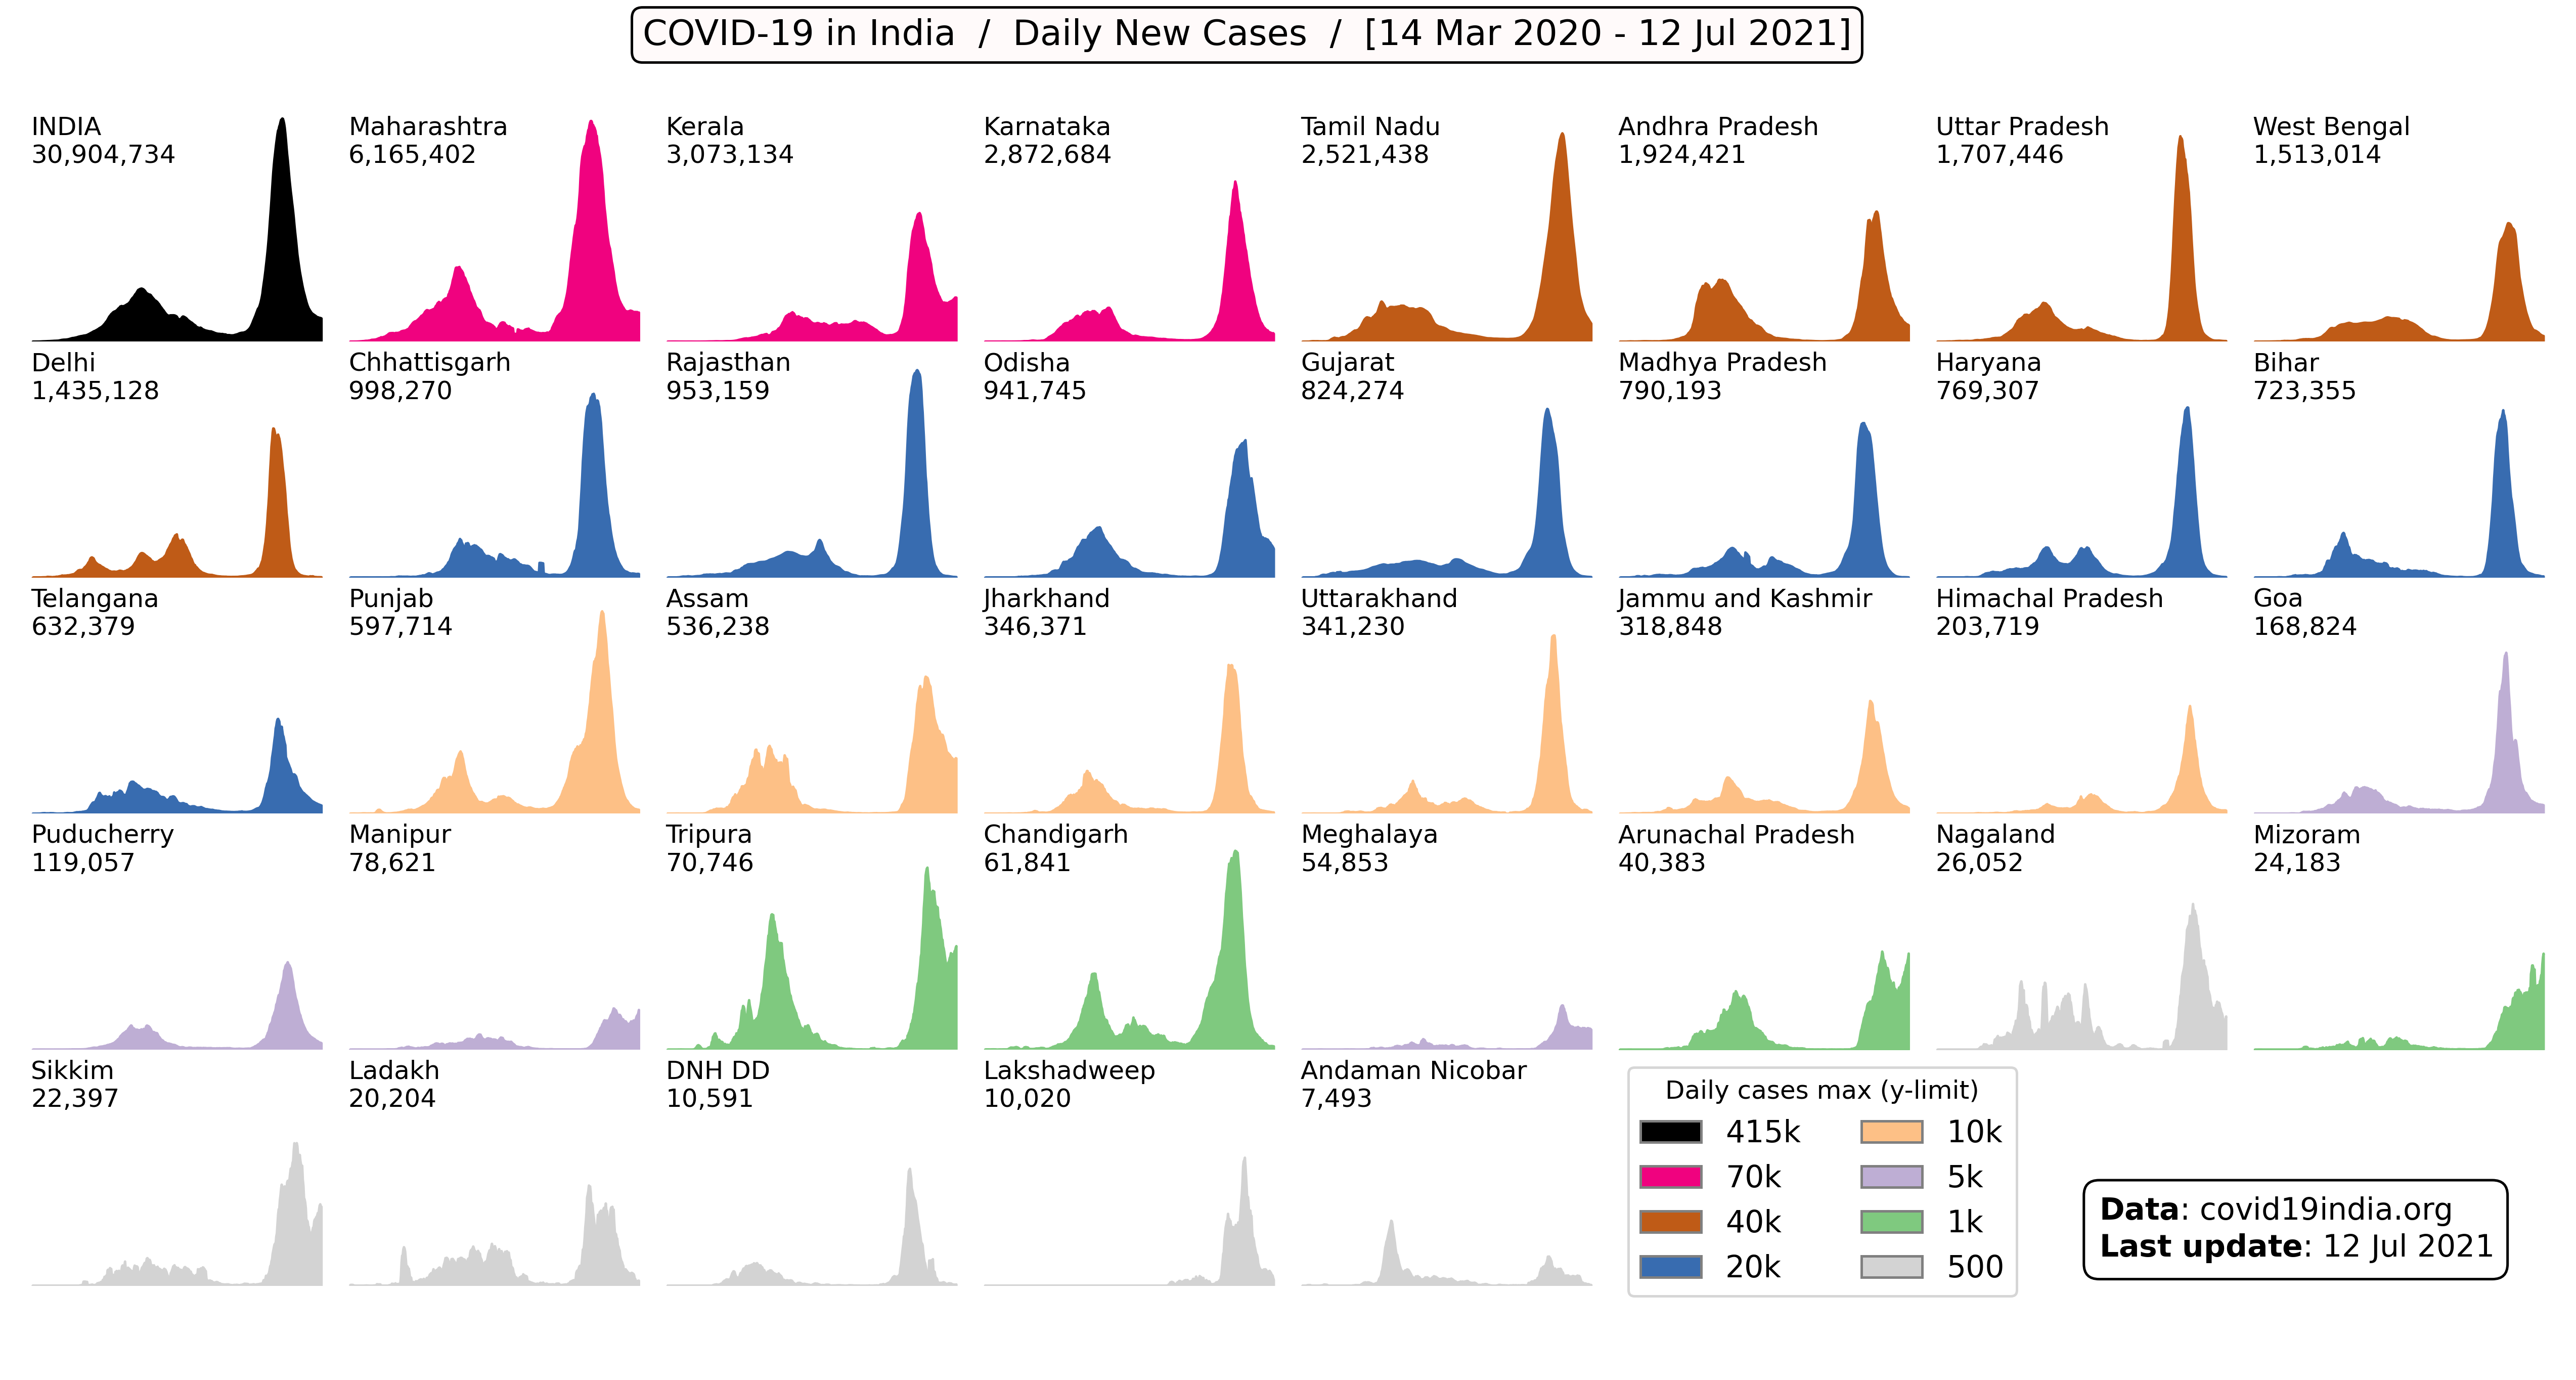 COVID-19 in India / Daily New Cases / [14 Mar 2020 - 12 Jul 2021]
INDIA
30,904,734
Maharashtra
6,165,402
Kerala
3,073,134
Karnataka
2,872,684
Tamil Nadu
2,521,438
Andhra Pradesh
1,924,421
Uttar Pradesh
1,707,446
West Bengal
1,513,014
Delhi
1,435,128
Chhattisgarh
998,270
Rajasthan
953,159
Odisha
941,745
Gujarat
824,274
Madhya Pradesh
790,193
Haryana
769,307
Bihar
723,355
Telangana
632,379
Punjab
597,714
Assam
536,238
Jharkhand
346,371
Uttarakhand
341,230
Jammu and Kashmir
318,848
Himachal Pradesh
203,719
Goa
168,824
Puducherry
119,057
Manipur
78,621
Tripura
70,746
Chandigarh
61,841
Meghalaya
54,853
Arunachal Pradesh
40,383
Nagaland
26,052
Mizoram
24,183
Sikkim
22,397
Ladakh
20,204
DNH DD
10,591
Lakshadweep
10,020
Andaman Nicobar
7,493
Daily cases max (y-limit)
415k
70k
40k
20k
10k
5k
1k
500
Data: covid19india.org
Last update: 12 Jul 2021